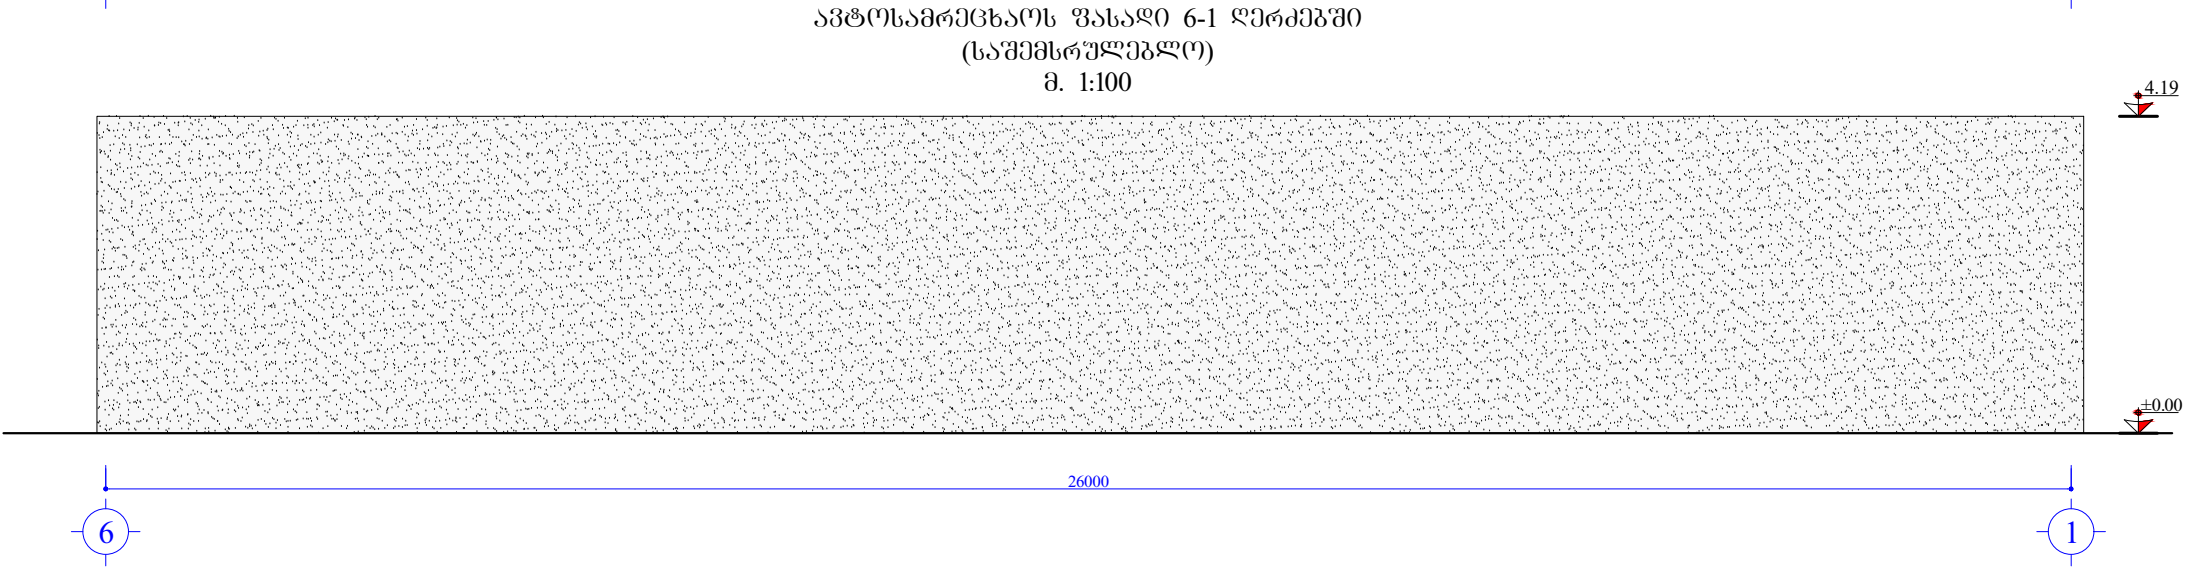 ავტოსამრეცხაოს ფასადი 6-1 ღერძებში
(საშემსრულებლო)
მ. 1:100
4.19
±0.00
26000
6
1